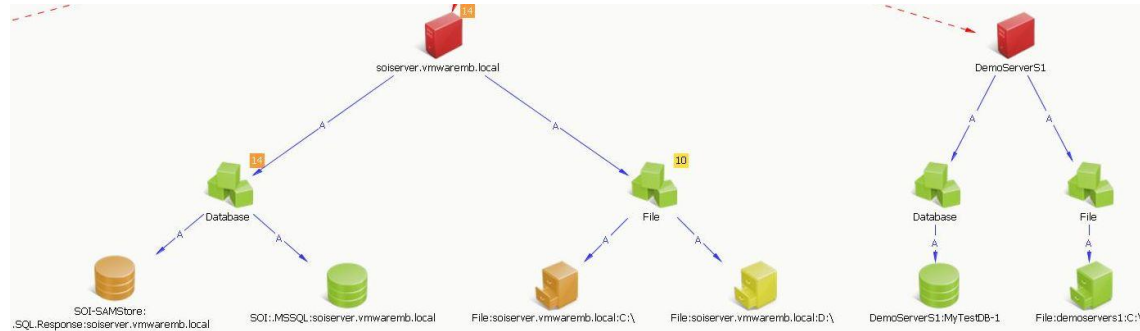 14
soiserver.vmwaremb.local
DemoServerS1
A
A
A
A
14
10
Database
File
Database
File
A
A
A
A
A
A
SOI-SAMStore:
.SQL.Response:soiserver.vmwaremb.local
SOI:.MSSQL:soiserver.vmwaremb.local
File:soiserver.vmwaremb.local:C:\
File:soiserver.vmwaremb.local:D:\
DemoServerS1:MyTestDB-1
File:demoservers1:C:\